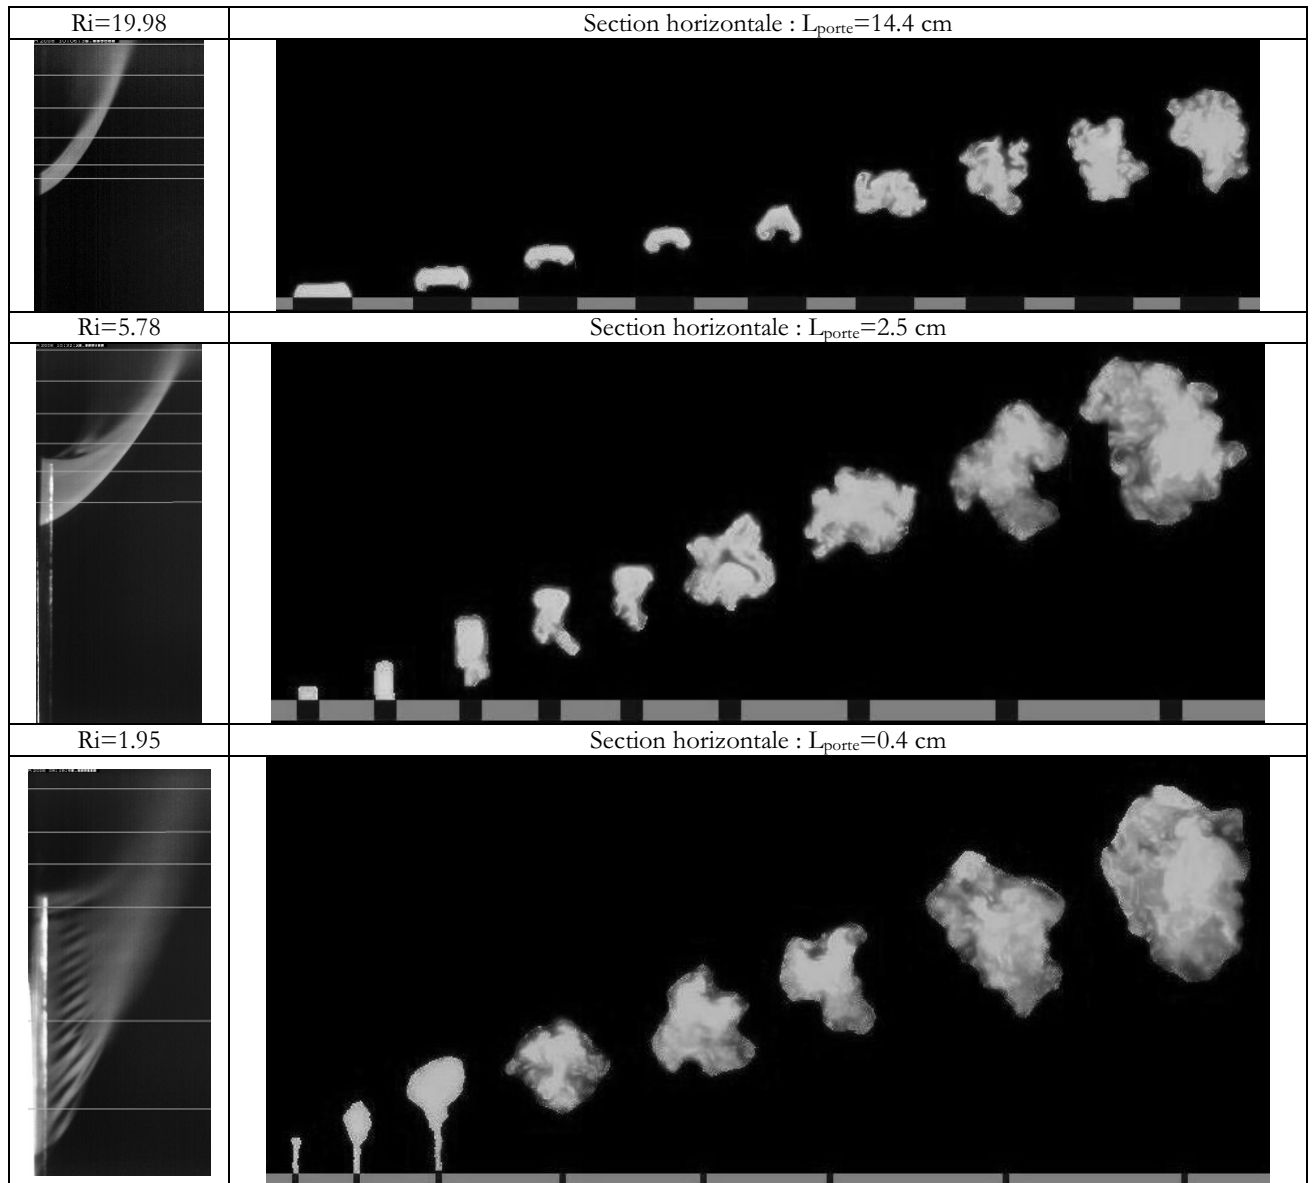 Ri=19.98
Section horizontale : Lporte=14.4 cm
Ri=5.78
Section horizontale : Lporte=2.5 cm
Ri=1.95
Section horizontale : Lporte=0.4 cm